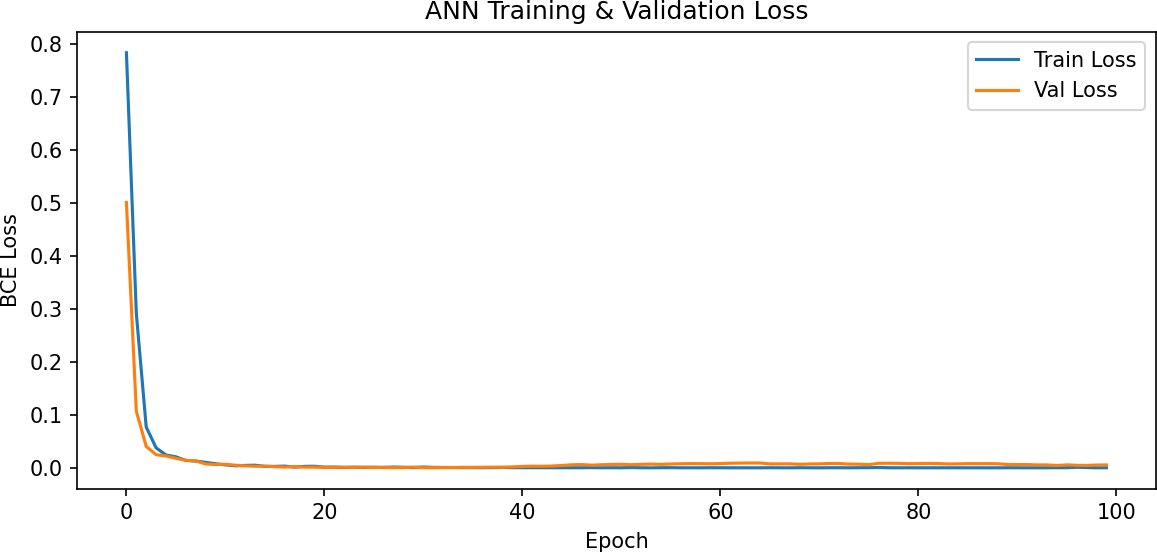 ANN Training & Validation Loss
Train Loss
Val Loss
BCE Loss
0.8
0.7
0.6
0.5
0.4
0.3
0.2
0.1
0.0
0 20 40 60 80 100
Epoch